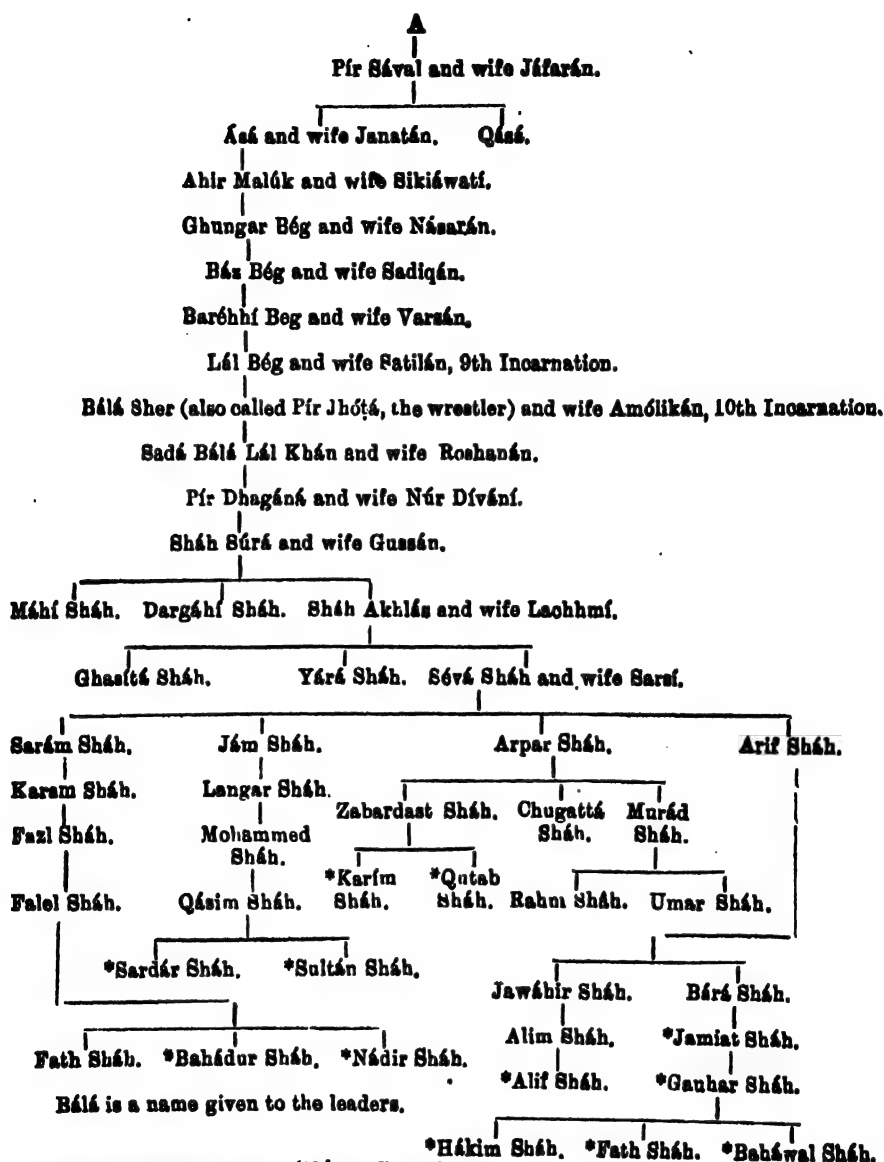 A
Pír Sával and wife Jáfarán.
Ásá and wife Janatán. Qásá.
Ahir Malúk and wife Sikiáwatí.
Ghungar Bég and wife Násarán.
Báz Bég and wife Sadiqán.
Baréhhí Beg and wife Varsán.
Lál Bég and wife Satilán, 9th Incarnation.
Bálá Sher (also called Pír Jhótá, the wrestler) and wife Amólikán, 10th Incarnation.
Sadá Bálá Lál Khán and wife Roshanán.
Pír Dhagáná and wife Núr Dívání.
Sháh Súrá and wife Gussán.
Máhí Sháh. Dargáhí Sháh. Sháh Akhlás and wife Lachhmí.
Ghasítá Sháh. Yárá Sháh. Sévá Sháh and wife Sarsí.
Sarám Sháh. Jám Sháh. Arpar Sháh. Arif Sháh.
Karam Sháh. Langar Sháh.
Zabardast Sháh. Chugattá Murád
Fazl Sháh. Mohammed Sháh. Sháh.
Sháh.
*Karím *Qutab
Falel Sháh. Qásim Sháh. Sháh. Sháh. Rahm Sháh. Umar Sháh.
*Sardár Sháh. *Sultán Sháh.
Jawáhir Sháh. Bárá Sháh.
Alim Sháh. *Jamiat Sháh.
Fath Sháh. *Bahádur Sháh. *Nádir Sháh.
*Alif Sháh. *Gauhar Sháh.
Bálá is a name given to the leaders.
*Hákim Sháh. *Fath Sháh. *Baháwal Sháh.